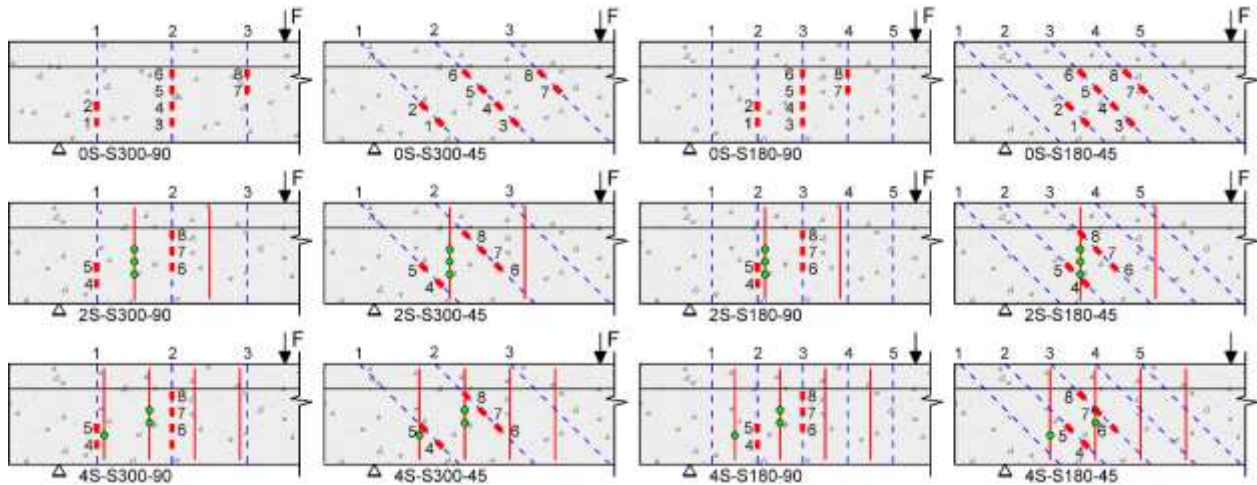 1 2 3 F 1 2 3 F 1 2 3 4 5 F 1 2 3 4 5 F
6 8 6 8 6 8 6 8
5 7 5 7 5 7 5 7
2 4 2 4 2 4 2 4
1 3 1 3 1 3 1 3
0S-S300-90 0S-S300-45 0S-S180-90 0S-S180-45
1 2 3 F 1 2 3 F 1 2 3 4 5 F 1 2 3 4 5 F
8 8 8 8
7 7 7 7
5 6 5 6 5 6 5 6
4 4 4 4
2S-S300-90 2S-S300-45 2S-S180-90 2S-S180-45
1 2 3 F 1 2 3 F 1 2 3 4 5 F 1 2 3 4 5 F
8 8 8 8
7 7 7 7
5 6 5 6 5 6 5 6
4 4 4 4
4S-S300-90 4S-S300-45 4S-S180-90 4S-S180-45